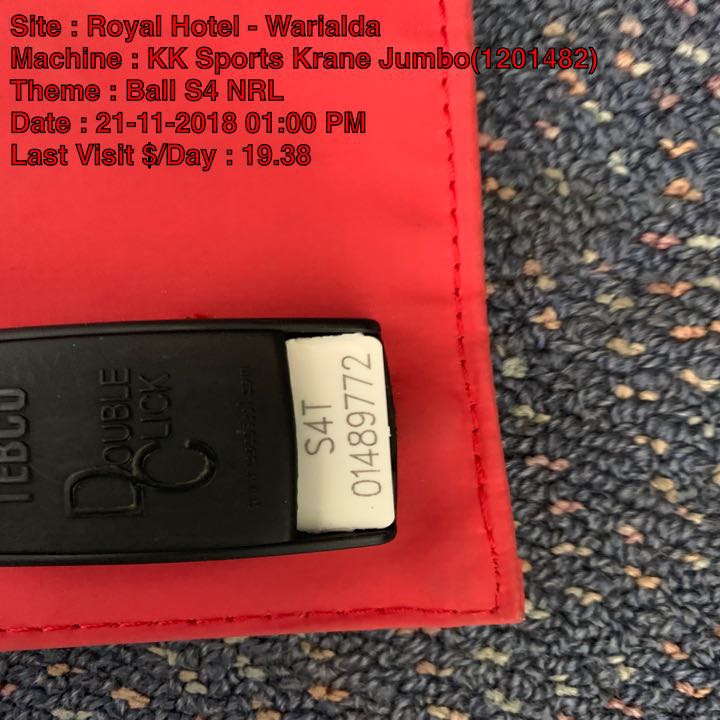 Site : Royal Hotel - Warialda
Machine : KK Sports Krane Jumbo(1201482)
Theme : Ball S4 NRL
Date : 21-11-2018 01:00 PM
Last Visit $/Day : 19.38
DOUBLE
CLICK
S4T
01489772